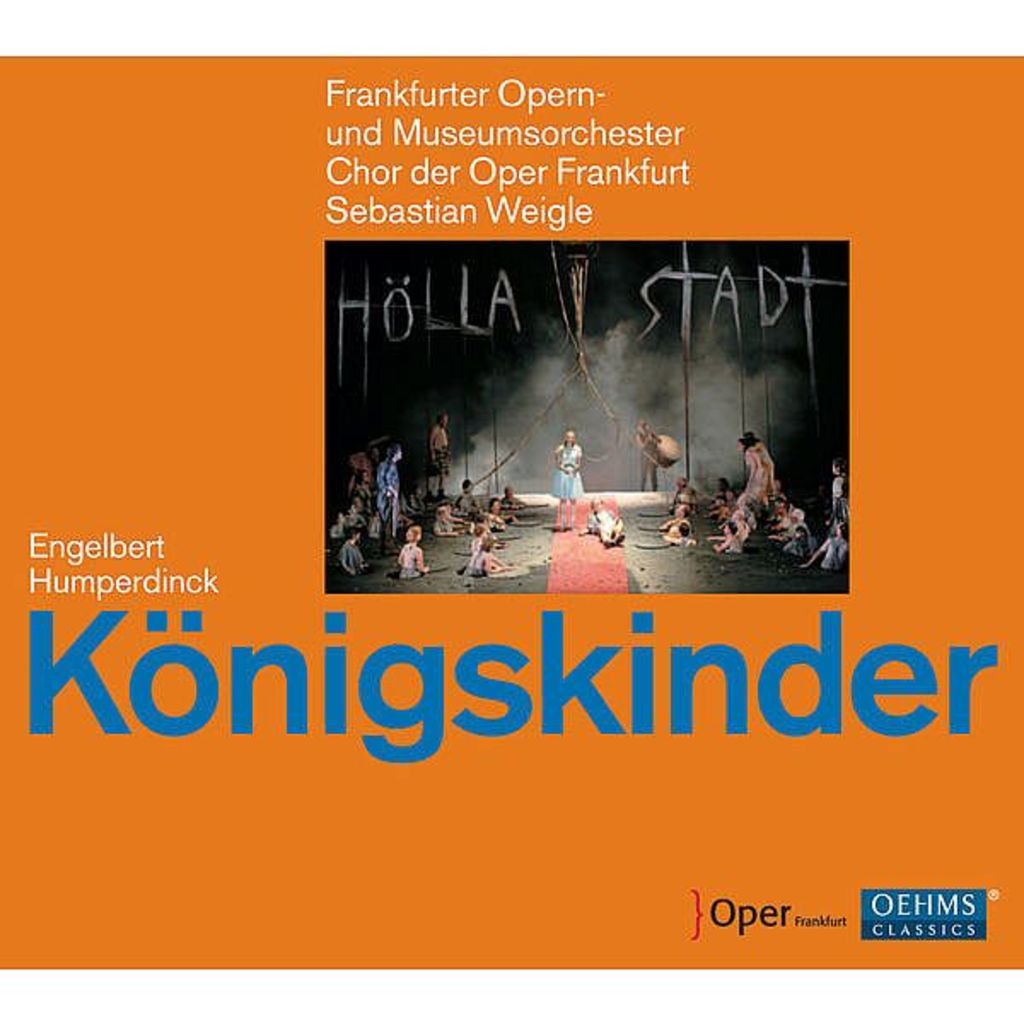 Frankfurter Opern-
und Museumsorchester
Chor der Oper Frankfurt
Sebastian Weigle
HÖLLA STADT
Engelbert
Humperdinck
Königskinder
}Oper Frankfurt
OEHMS®
CLASSICS